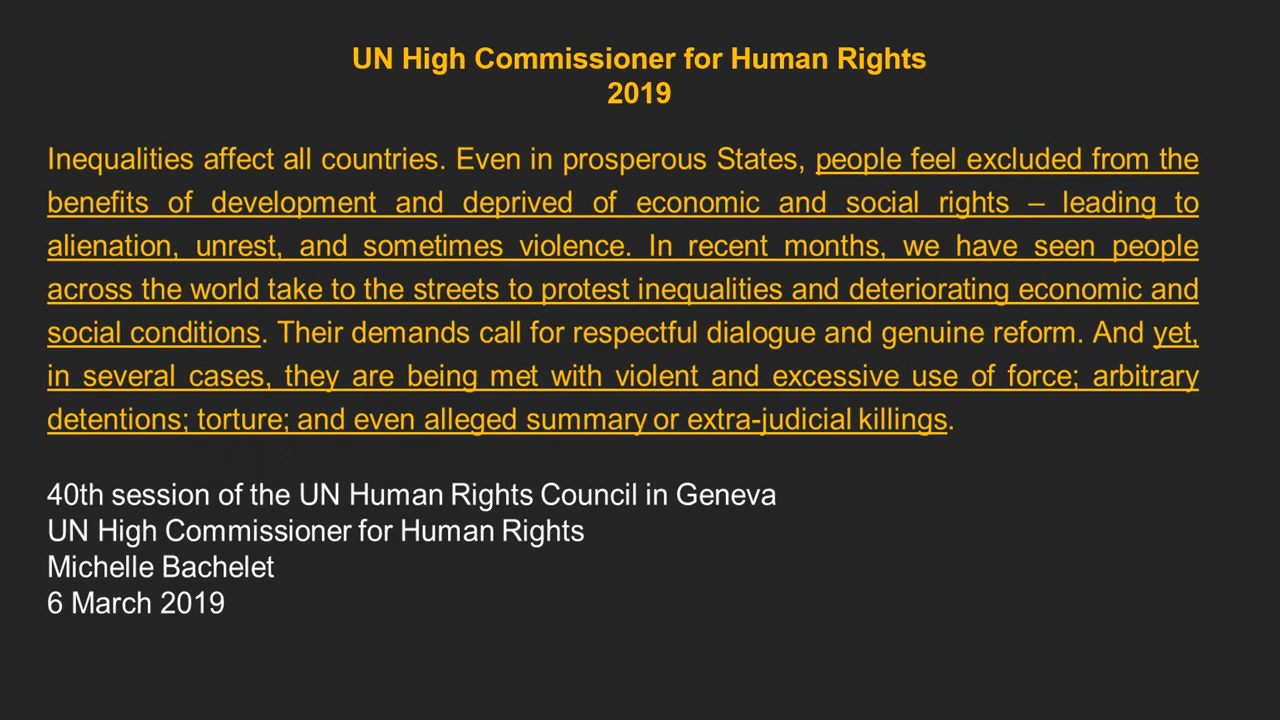 UN High Commissioner for Human Rights
2019
Inequalities affect all countries. Even in prosperous States, people feel excluded from the
benefits of development and deprived of economic and social rights – leading to
alienation, unrest, and sometimes violence. In recent months, we have seen people
across the world take to the streets to protest inequalities and deteriorating economic and
social conditions. Their demands call for respectful dialogue and genuine reform. And yet,
in several cases, they are being met with violent and excessive use of force; arbitrary
detentions; torture; and even alleged summary or extra-judicial killings.
40th session of the UN Human Rights Council in Geneva
UN High Commissioner for Human Rights
Michelle Bachelet
6 March 2019